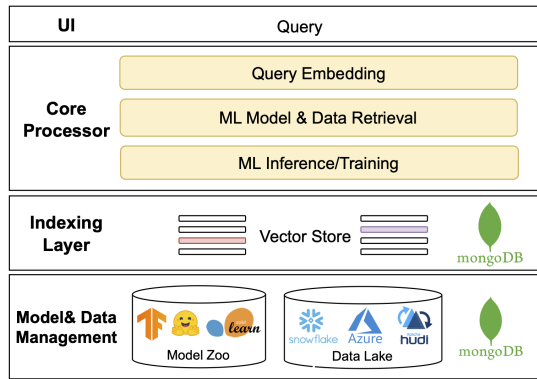 UI
Query
Core
Processor
Query Embedding
ML Model & Data Retrieval
ML Inference/Training
Indexing
Layer
Vector Store
mongoDB
Model& Data
Management
learn
Model Zoo
snowflake
Azure
hudi
Data Lake
mongoDB